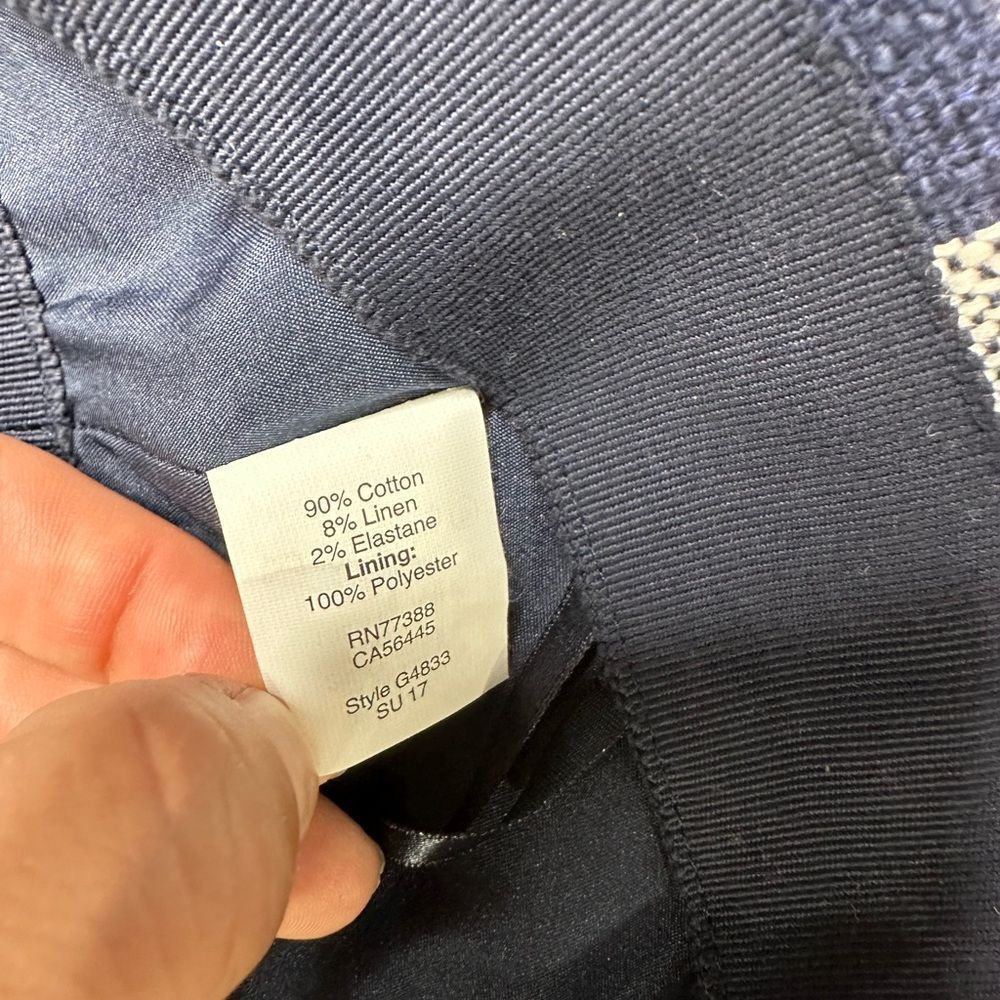 90% Cotton
8% Linen
2% Elastane
Lining:
100% Polyester
RN77388
CA56445
Style G4833
SU 17